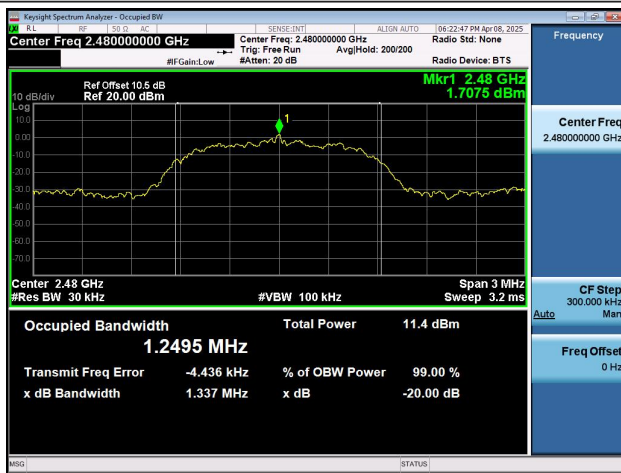 Keysight Spectrum Analyzer - Occupied BW
RL RF 50 Ω AC SENSE:INT ALIGN AUTO 06:22:47 PM Apr 08, 2025
Center Freq 2.480000000 GHz
Center Freq: 2.480000000 GHz Radio Std: None
Trig: Free Run Avg|Hold: 200/200
#IFGain:Low #Atten: 20 dB Radio Device: BTS
Frequency
Ref Offset 10.5 dB Mkr1 2.48 GHz
10 dB/div Ref 20.00 dBm 1.7075 dBm
Log
10.0
0.00
-10.0
-20.0
-30.0
-40.0
-50.0
-60.0
-70.0
1
Center 2.48 GHz Span 3 MHz
#Res BW 30 kHz #VBW 100 kHz Sweep 3.2 ms
Occupied Bandwidth Total Power 11.4 dBm
1.2495 MHz
Transmit Freq Error -4.436 kHz % of OBW Power 99.00 %
x dB Bandwidth 1.337 MHz x dB -20.00 dB
Center Freq
2.480000000 GHz
CF Step
300.000 kHz
Auto Man
Freq Offset
0 Hz
MSG STATUS